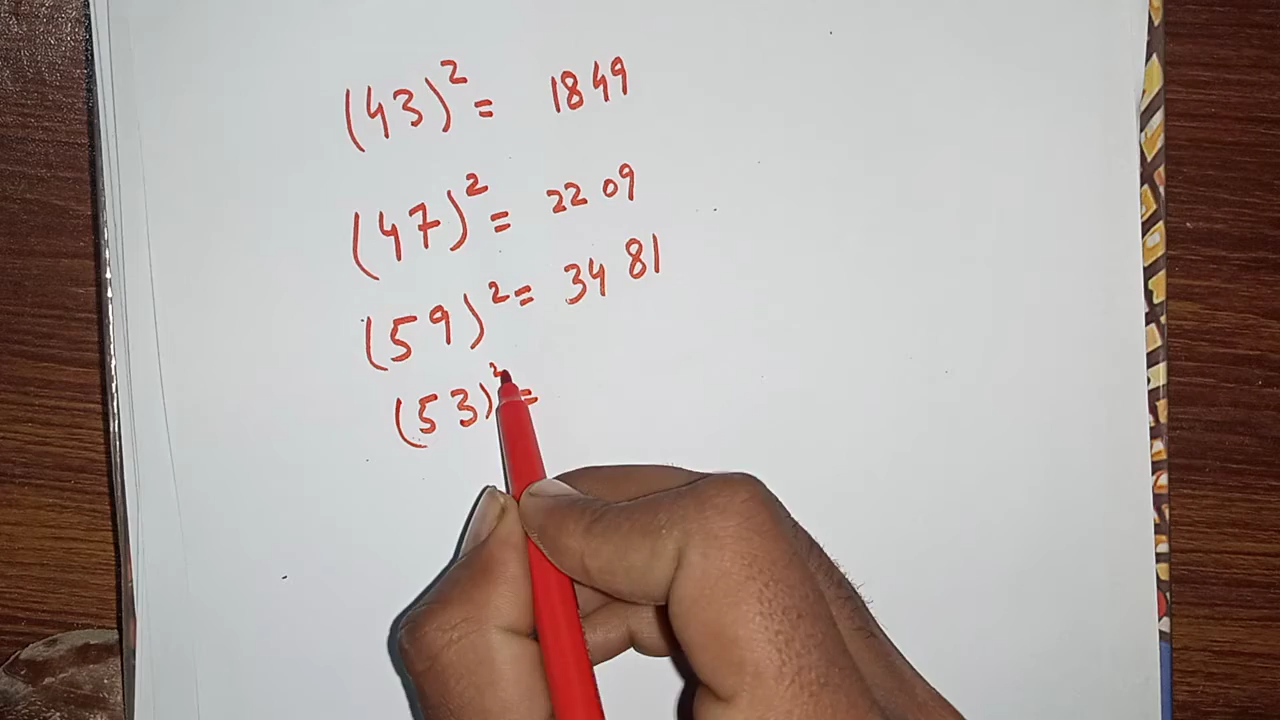 (43)² = 1849
(47)² = 2209
(59)² = 3481
(53)² =